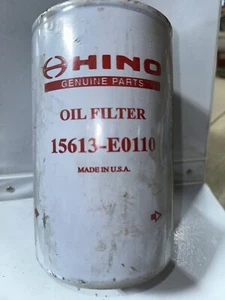 HINO
GENUINE PARTS
OIL FILTER
15613-E0110
MADE IN U.S.A.